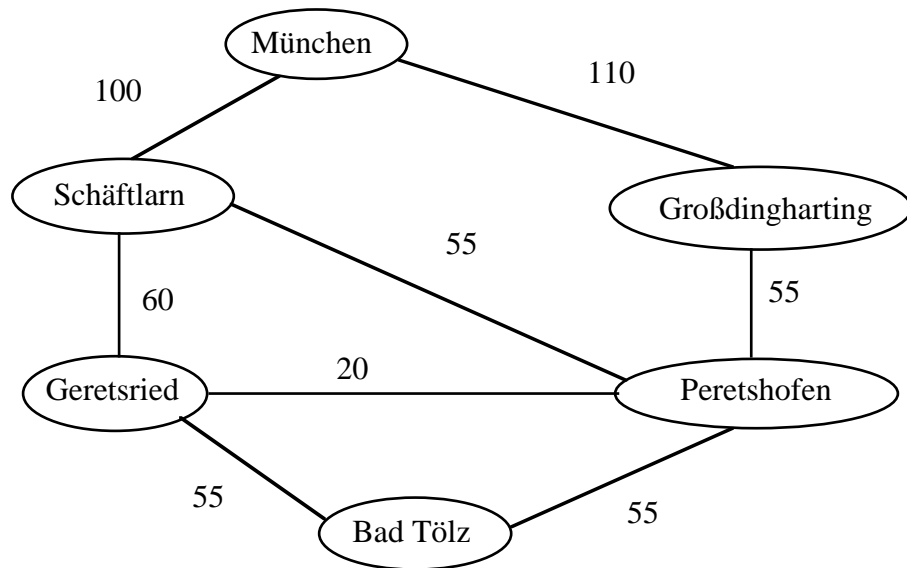 München
100
110
Schäftlarn
Großdingharting
55
60
55
20
Geretsried
Peretshofen
55
55
Bad Tölz